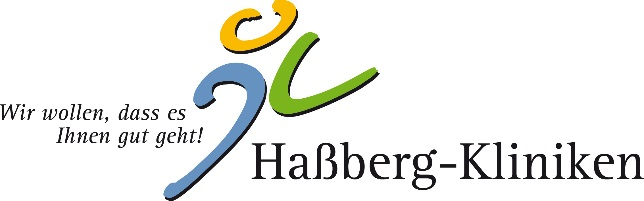 Wir wollen, dass es
Ihnen gut geht!
Haßberg-Kliniken